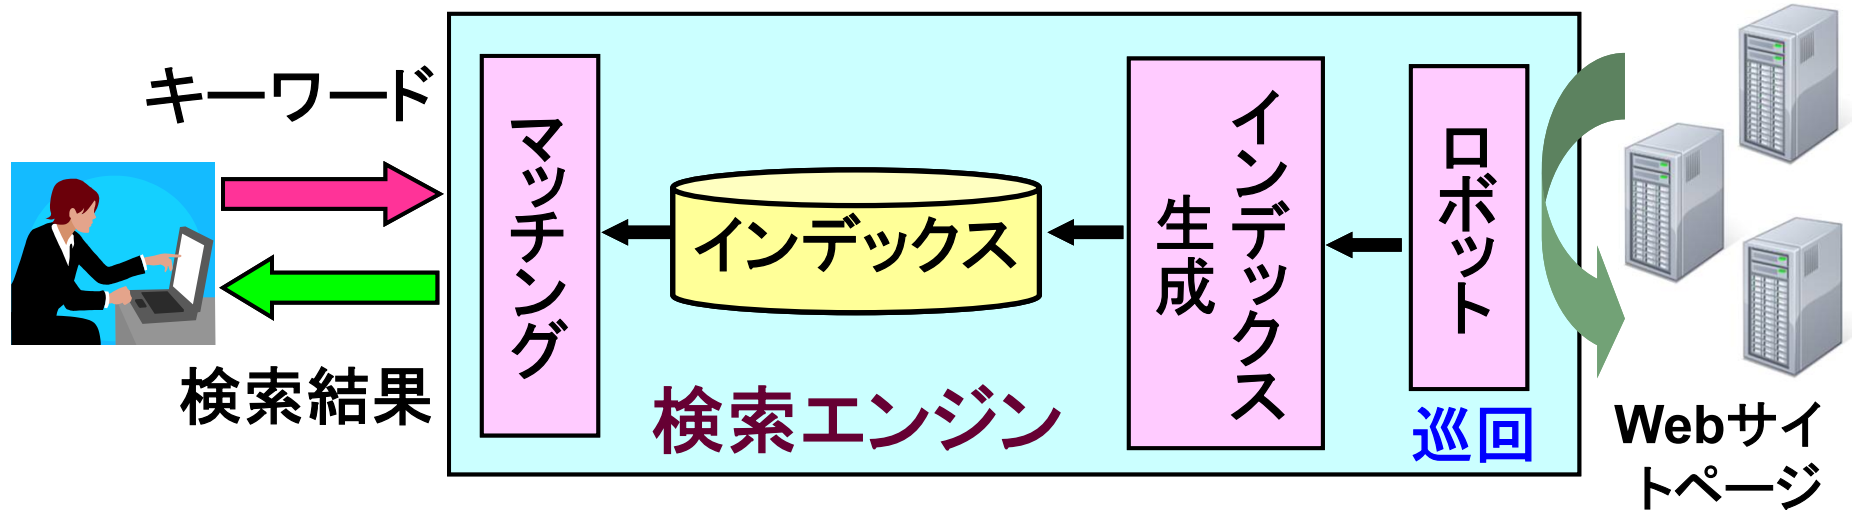 キーワード
検索結果
マッチング
インデックス
検索エンジン
インデックス
生成
ロボット
巡回
Webサイ
トページ